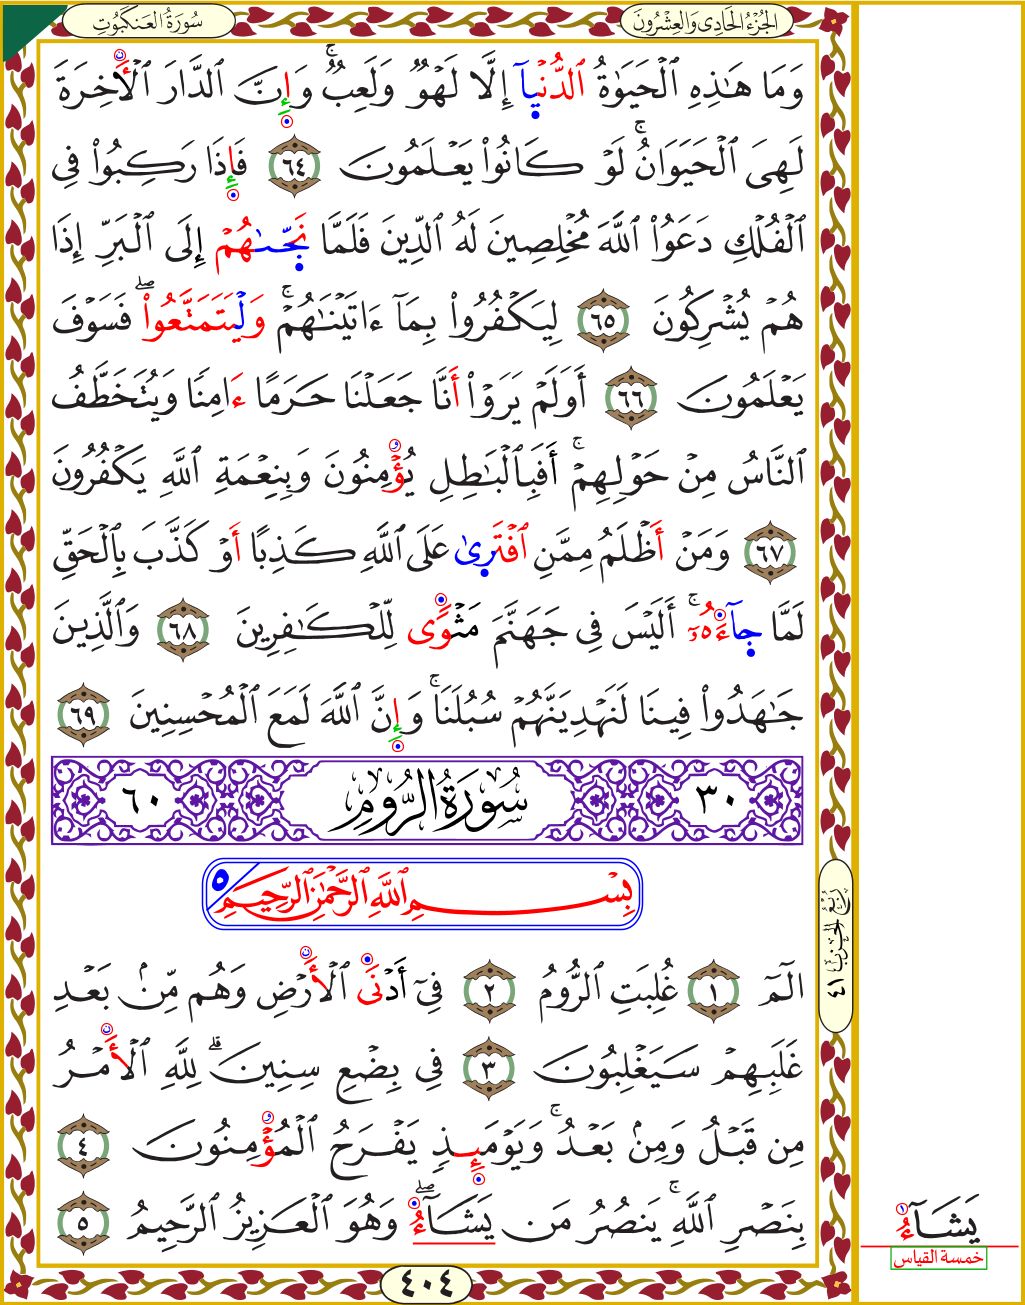 سُورَةُ العَنكَبُوتِ
الجُزْءُ الحَادِى وَالعِشْرُونَ
وَمَا هَٰذِهِ ٱلْحَيَوٰةُ ٱلدُّنْيَآ إِلَّا لَهْوٌ وَلَعِبٌ ۚ وَإِنَّ ٱلدَّارَ ٱلْأَخِرَةَ
لَهِىَ ٱلْحَيَوَانُ ۚ لَوْ كَانُوا۟ يَعْلَمُونَ ٦٤ فَإِذَا رَكِبُوا۟ فِى
ٱلْفُلْكِ دَعَوُا۟ ٱللَّهَ مُخْلِصِينَ لَهُ ٱلدِّينَ فَلَمَّا نَجَّىٰهُمْ إِلَى ٱلْبَرِّ إِذَا
هُمْ يُشْرِكُونَ ٦٥ لِيَكْفُرُوا۟ بِمَآ ءَاتَيْنَٰهُمْ ۚ وَلْيَتَمَتَّعُوا۟ ۖ فَسَوْفَ
يَعْلَمُونَ ٦٦ أَوَلَمْ يَرَوْا۟ أَنَّا جَعَلْنَا حَرَمًا ءَامِنًا وَيُتَخَطَّفُ
ٱلنَّاسُ مِنْ حَوْلِهِمْ ۚ أَفَبِٱلْبَٰطِلِ يُؤْمِنُونَ وَبِنِعْمَةِ ٱللَّهِ يَكْفُرُونَ
٦٧ وَمَنْ أَظْلَمُ مِمَّنِ ٱفْتَرَىٰ عَلَى ٱللَّهِ كَذِبًا أَوْ كَذَّبَ بِٱلْحَقِّ
لَمَّا جَآءَهُۥٓ ۚ أَلَيْسَ فِى جَهَنَّمَ مَثْوًى لِّلْكَٰفِرِينَ ٦٨ وَٱلَّذِينَ
جَٰهَدُوا۟ فِينَا لَنَهْدِيَنَّهُمْ سُبُلَنَا ۚ وَإِنَّ ٱللَّهَ لَمَعَ ٱلْمُحْسِنِينَ ٦٩
٣٠ سُورَةُ الرُّومِ ٦٠
بِسْمِ ٱللَّهِ ٱلرَّحْمَٰنِ ٱلرَّحِيمِ ٥
الٓمٓ ١ غُلِبَتِ ٱلرُّومُ ٢ فِىٓ أَدْنَى ٱلْأَرْضِ وَهُم مِّنۢ بَعْدِ
غَلَبِهِمْ سَيَغْلِبُونَ ٣ فِى بِضْعِ سِنِينَ ۗ لِلَّهِ ٱلْأَمْرُ
مِن قَبْلُ وَمِنۢ بَعْدُ ۚ وَيَوْمَئِذٍ يَفْرَحُ ٱلْمُؤْمِنُونَ ٤
بِنَصْرِ ٱللَّهِ ۚ يَنصُرُ مَن يَشَآءُ ۖ وَهُوَ ٱلْعَزِيزُ ٱلرَّحِيمُ ٥
رُبْعُ الحِزْبِ ٤١
يَشَآءُ
خمسة القياس
٤٠٤